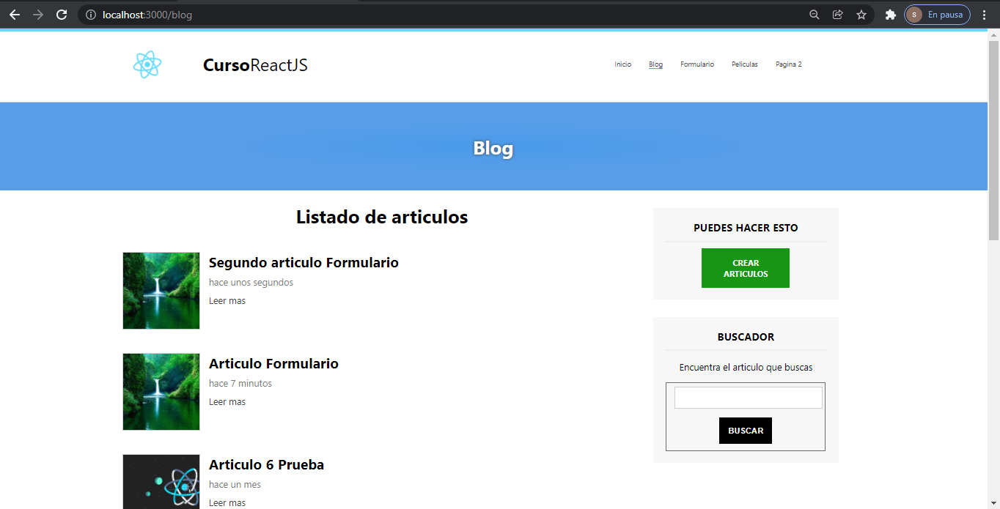 localhost:3000/blog
S
En pausa
CursoReactJS
Inicio
Blog
Formulario
Peliculas
Pagina 2
Blog
Listado de articulos
Segundo articulo Formulario
hace unos segundos
Leer mas
Articulo Formulario
hace 7 minutos
Leer mas
Articulo 6 Prueba
hace un mes
Leer mas
PUEDES HACER ESTO
CREAR
ARTICULOS
BUSCADOR
Encuentra el articulo que buscas
BUSCAR